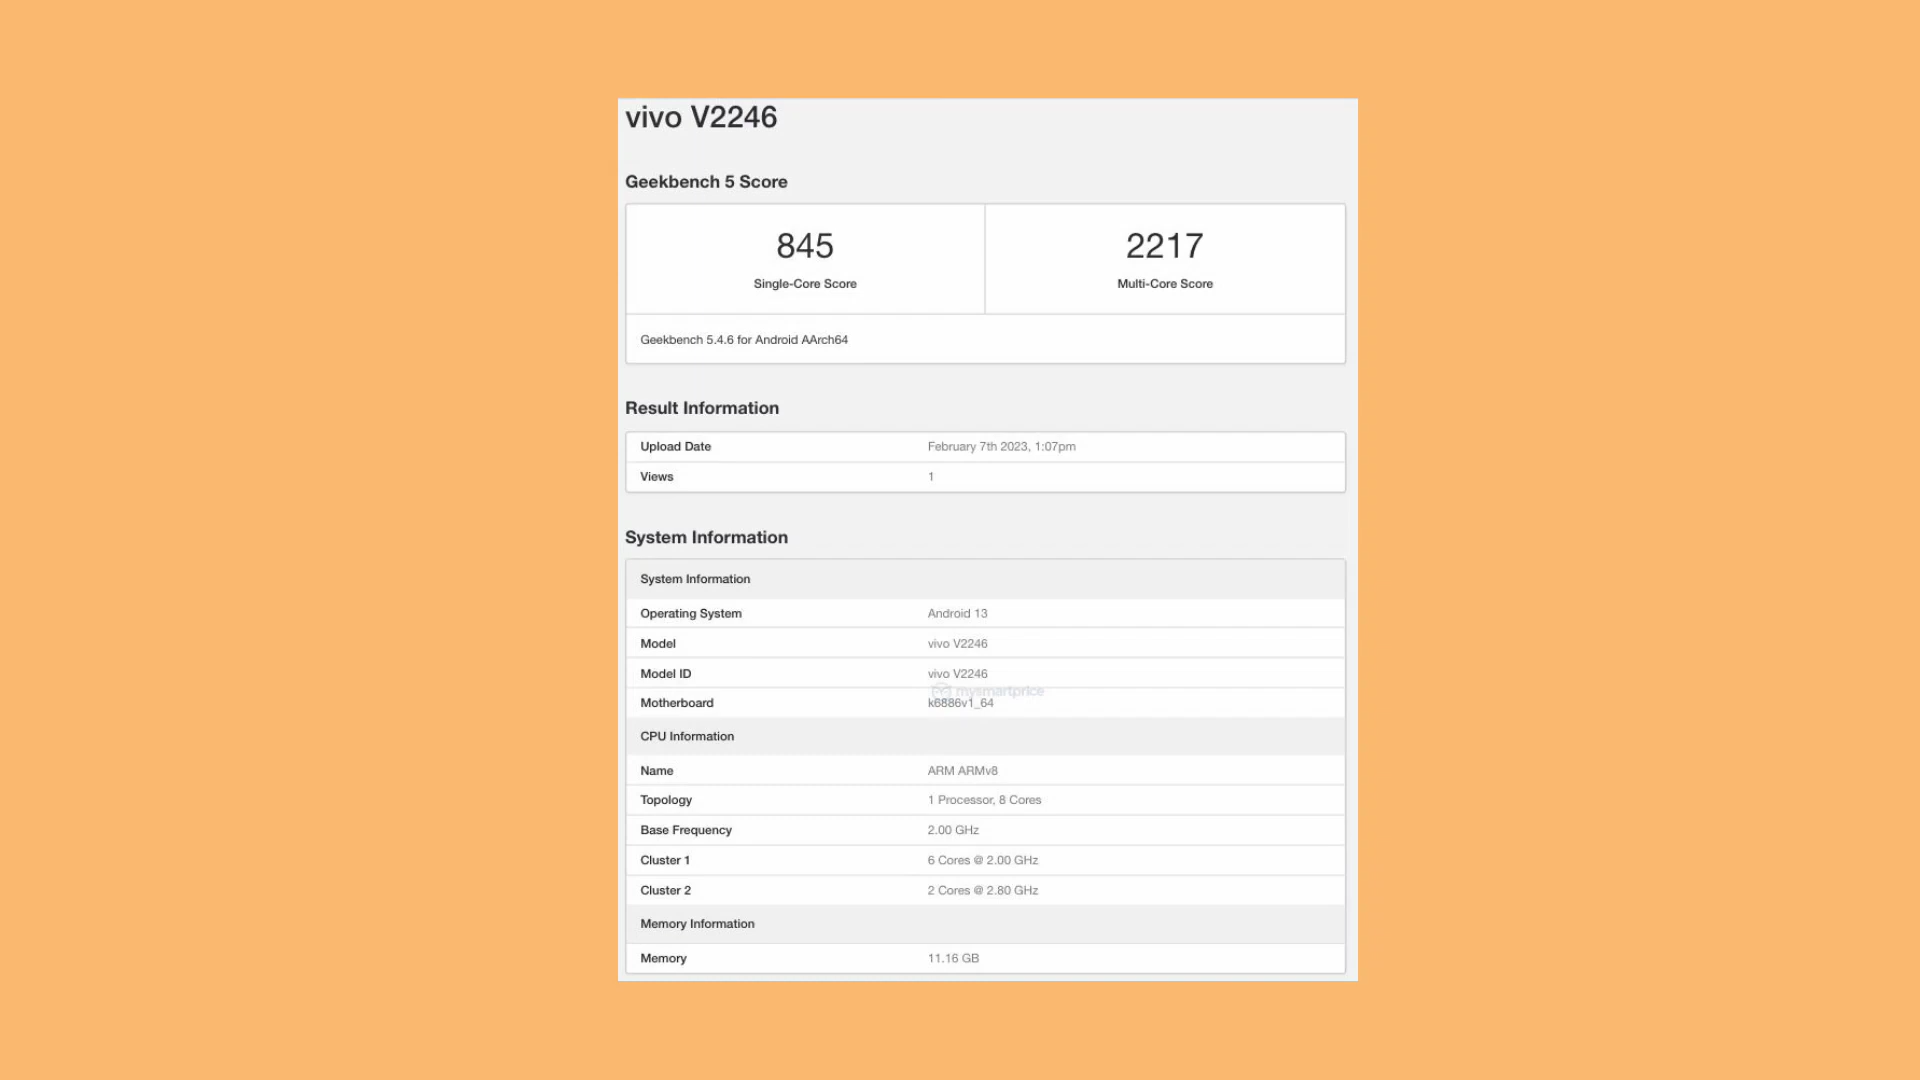 vivo V2246
Geekbench 5 Score
845 2217
Single-Core Score Multi-Core Score
Geekbench 5.4.6 for Android AArch64
Result Information
Upload Date February 7th 2023, 1:07pm
Views 1
System Information
System Information
Operating System Android 13
Model vivo V2246
Model ID vivo V2246
mysmartprice
Motherboard k6886v1_64
CPU Information
Name ARM ARMv8
Topology 1 Processor, 8 Cores
Base Frequency 2.00 GHz
Cluster 1 6 Cores @ 2.00 GHz
Cluster 2 2 Cores @ 2.80 GHz
Memory Information
Memory 11.16 GB